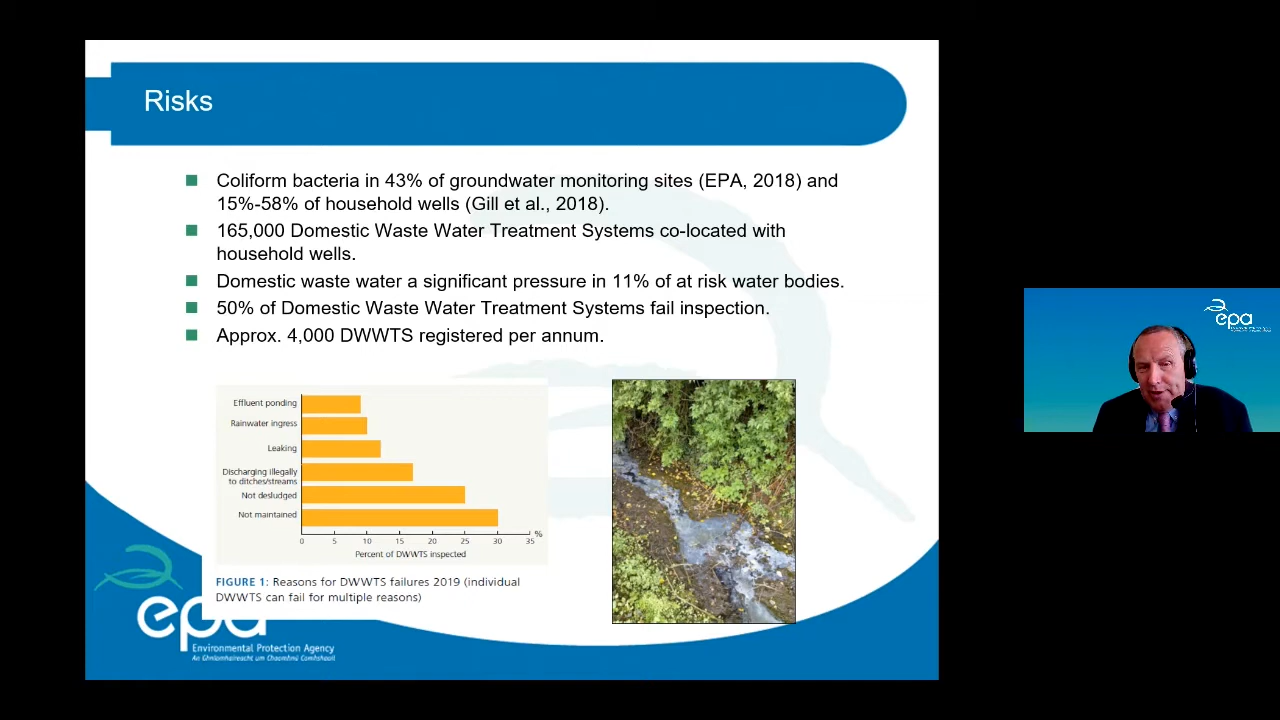 Risks
Coliform bacteria in 43% of groundwater monitoring sites (EPA, 2018) and
15%-58% of household wells (Gill et al., 2018).
165,000 Domestic Waste Water Treatment Systems co-located with
household wells.
Domestic waste water a significant pressure in 11% of at risk water bodies.
50% of Domestic Waste Water Treatment Systems fail inspection.
Approx. 4,000 DWWTS registered per annum.
Effluent ponding
Rainwater ingress
Leaking
Discharging illegally
to ditches/streams
Not desludged
Not maintained
0 5 10 15 20 25 30 35 %
Percent of DWWTS inspected
FIGURE 1: Reasons for DWWTS failures 2019 (individual
DWWTS can fail for multiple reasons)
epa
Environmental Protection Agency
An Ghníomhaireacht um Chaomhnú Comhshaoil
epa